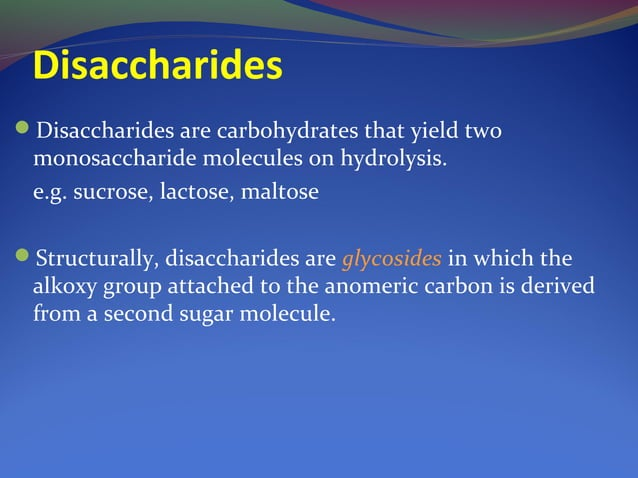 Disaccharides
Disaccharides are carbohydrates that yield two
monosaccharide molecules on hydrolysis.
e.g. sucrose, lactose, maltose
Structurally, disaccharides are glycosides in which the
alkoxy group attached to the anomeric carbon is derived
from a second sugar molecule.